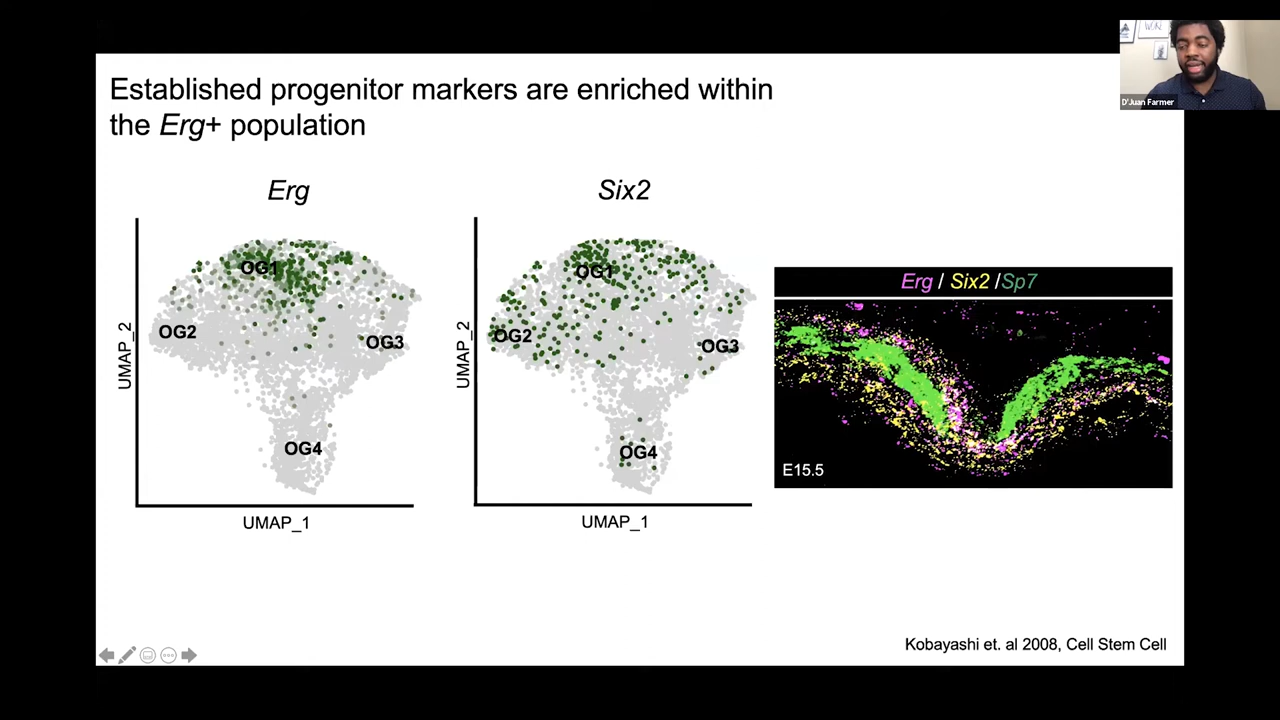 Established progenitor markers are enriched within
the Erg+ population
D'Juan Farmer
Erg
UMAP_2
OG1
OG2
OG3
OG4
UMAP_1
Six2
UMAP_2
OG1
OG2
OG3
OG4
UMAP_1
Erg / Six2 /Sp7
E15.5
Kobayashi et. al 2008, Cell Stem Cell